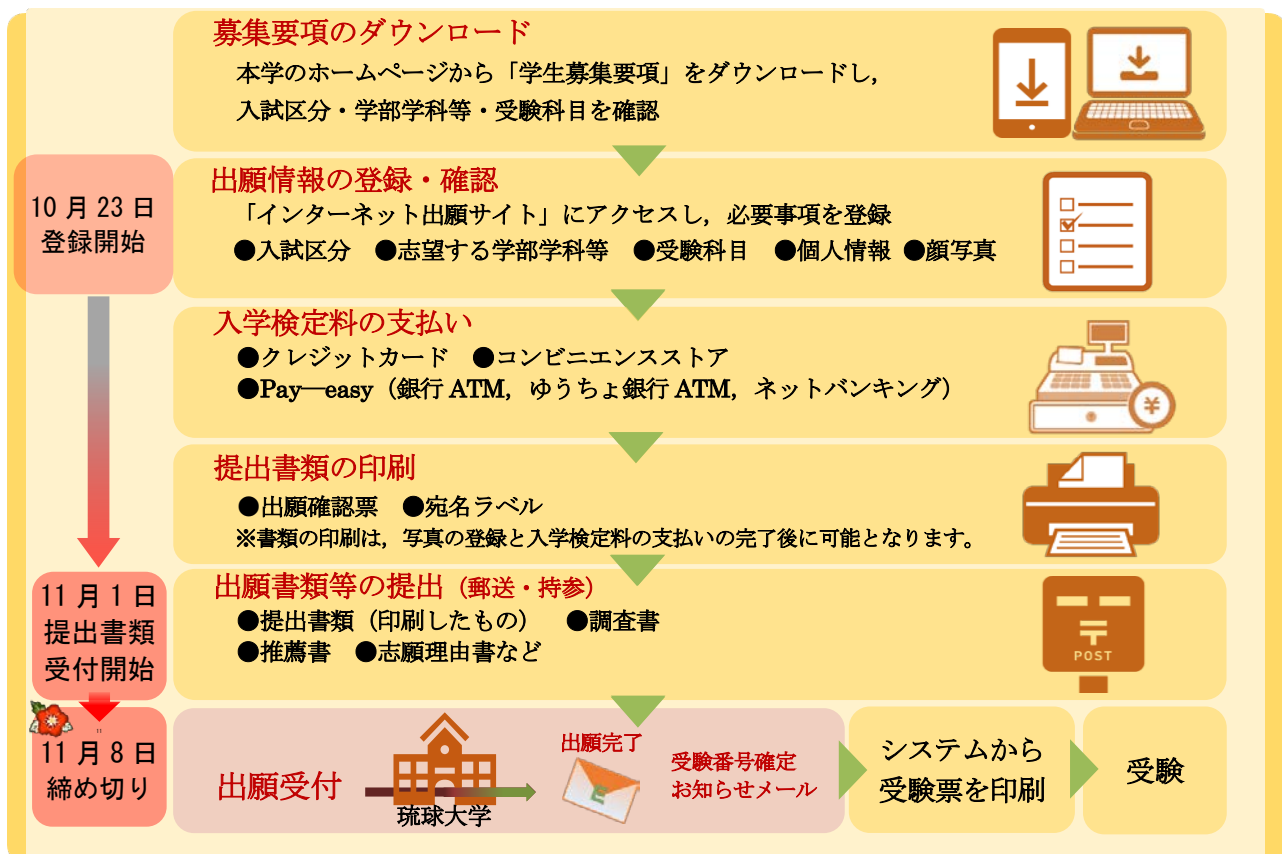 募集要項のダウンロード
本学のホームページから「学生募集要項」をダウンロードし，
入試区分・学部学科等・受験科目を確認
10 月 23 日
登録開始
出願情報の登録・確認
「インターネット出願サイト」にアクセスし，必要事項を登録
●入試区分　●志望する学部学科等　●受験科目　●個人情報 ●顔写真
入学検定料の支払い
●クレジットカード　●コンビニエンスストア
●Pay―easy（銀行 ATM，ゆうちょ銀行 ATM，ネットバンキング）
¥
提出書類の印刷
●出願確認票　●宛名ラベル
※書類の印刷は，写真の登録と入学検定料の支払いの完了後に可能となります。
11 月 1 日
提出書類
受付開始
出願書類等の提出（郵送・持参）
●提出書類（印刷したもの）　●調査書
●推薦書　●志願理由書など
〒
POST
11 月 8 日
締め切り
出願受付
琉球大学
出願完了
e
受験番号確定
お知らせメール
システムから
受験票を印刷
受験